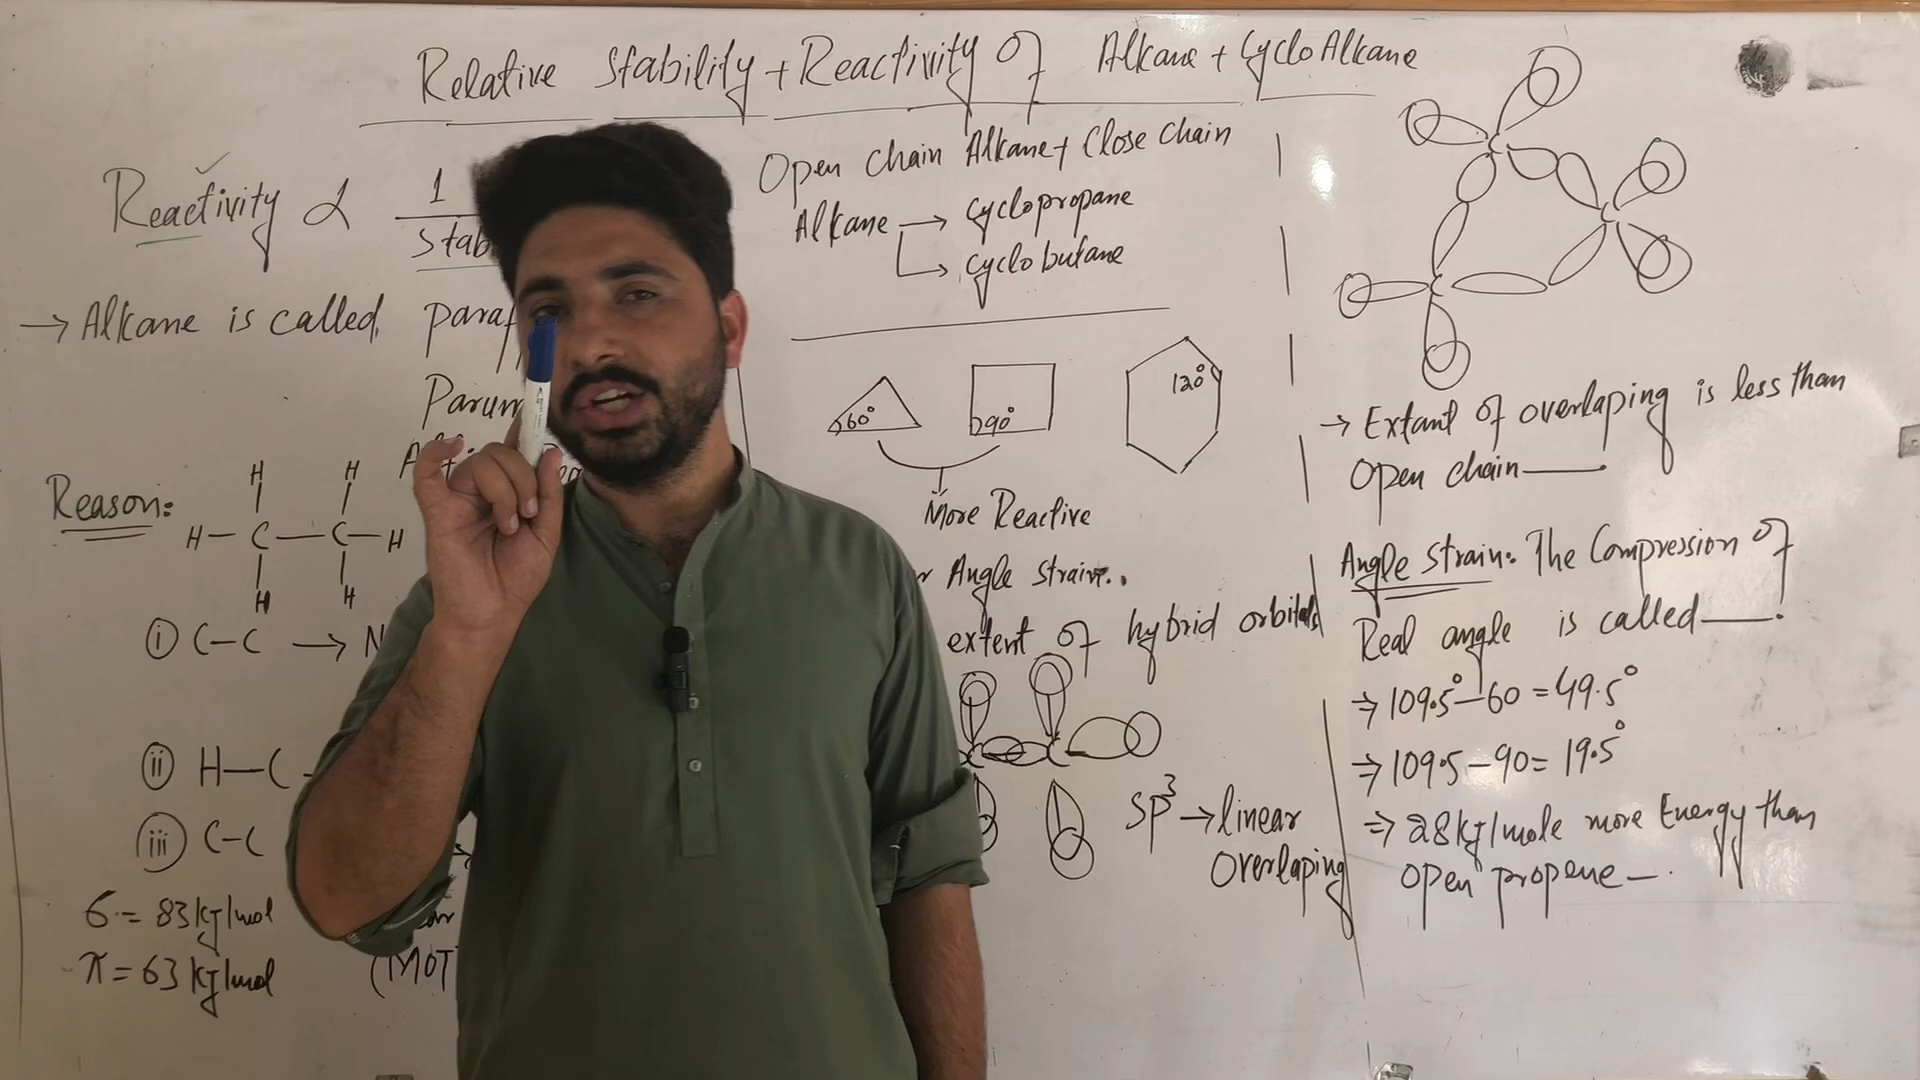 Relative Stability + Reactivity Of Alkane + CycloAlkane
Reactivity ∝ 1
Stab
→ Alkane is called
Reason:
H H
H — C — C — H
H H
(i) C-C →
(ii) H—C
(iii) C-C
σ = 83 kJ/mol
π = 63 kJ/mol
(MOT
Open chain Alkane + Close chain
Alkane → Cyclopropane
→ Cyclobutane
60° 90° 120°
More Reactive
Angle strain..
extent of hybrid orbitals
C C
SP³ → linear
Overlaping
C
C
C
→ Extant of overlaping is less than
Open chain——.
Angle strain: The Compression of
Real angle is called——.
⇒ 109.5° – 60 = 49.5°
⇒ 109.5 – 90 = 19.5°
⇒ 28 kJ/mole more Energy than
open propene —.